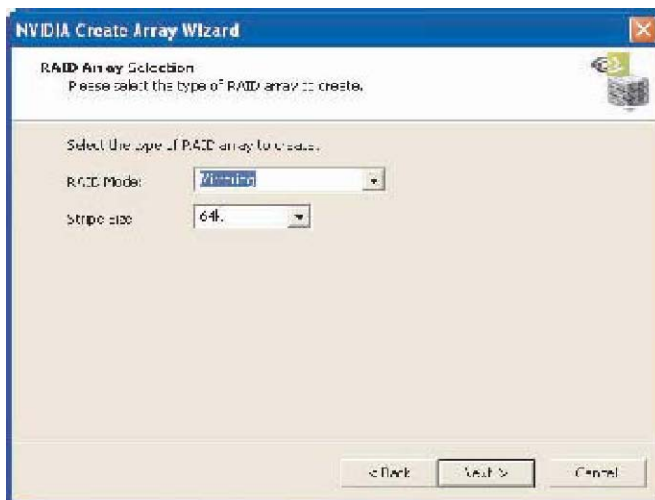 NVIDIA Create Array Wizard
RAID Array Selection
Please select the type of RAID array to create.
Select the type of RAID array to create.
RAID Mode:
Mirroring
Stripe Size
64k
< Back
Next >
Cancel